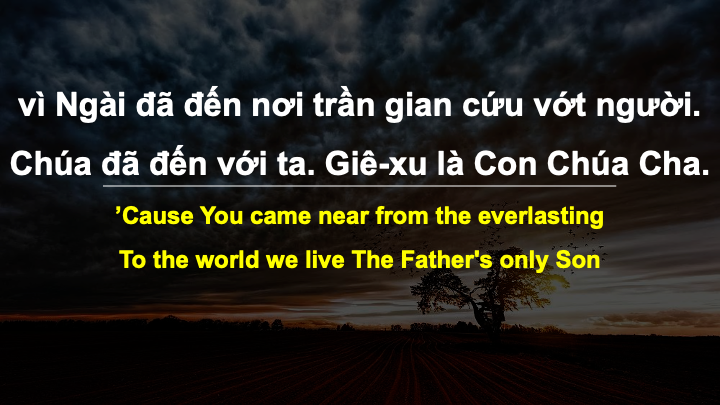 vì Ngài đã đến nơi trần gian cứu vớt người.
Chúa đã đến với ta. Giê-xu là Con Chúa Cha.
’Cause You came near from the everlasting
To the world we live The Father's only Son